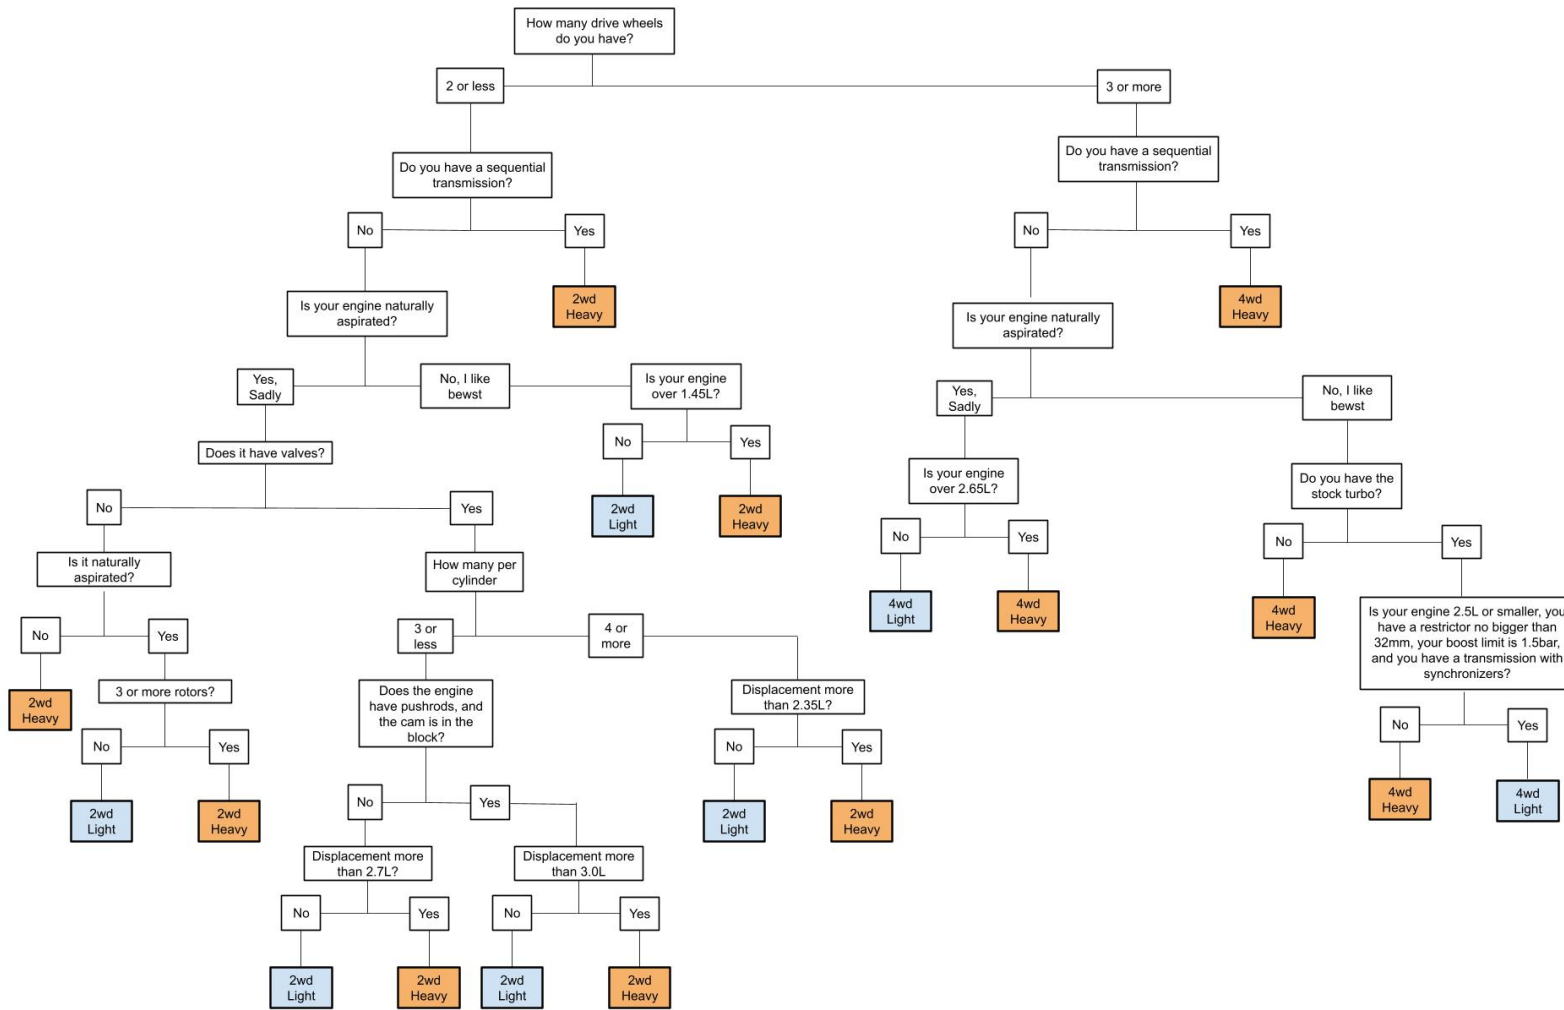 How many drive wheels
do you have?
2 or less
3 or more
Do you have a sequential
transmission?
Do you have a sequential
transmission?
No
Yes
No
Yes
2wd
Heavy
4wd
Heavy
Is your engine naturally
aspirated?
Is your engine naturally
aspirated?
Yes,
Sadly
No, I like
bewst
Is your engine
over 1.45L?
Yes,
Sadly
No, I like
bewst
No
Yes
Does it have valves?
Is your engine
over 2.65L?
Do you have the
stock turbo?
2wd
Light
2wd
Heavy
No
Yes
No
Yes
No
Yes
Is it naturally
aspirated?
How many per
cylinder
4wd
Light
4wd
Heavy
4wd
Heavy
Is your engine 2.5L or smaller, you
have a restrictor no bigger than
32mm, your boost limit is 1.5bar,
and you have a transmission with
synchronizers?
No
Yes
3 or
less
4 or
more
2wd
Heavy
3 or more rotors?
Does the engine
have pushrods, and
the cam is in the
block?
Displacement more
than 2.35L?
No
Yes
No
Yes
No
Yes
2wd
Light
2wd
Heavy
2wd
Light
2wd
Heavy
4wd
Heavy
4wd
Light
No
Yes
Displacement more
than 2.7L?
Displacement more
than 3.0L
No
Yes
No
Yes
2wd
Light
2wd
Heavy
2wd
Light
2wd
Heavy